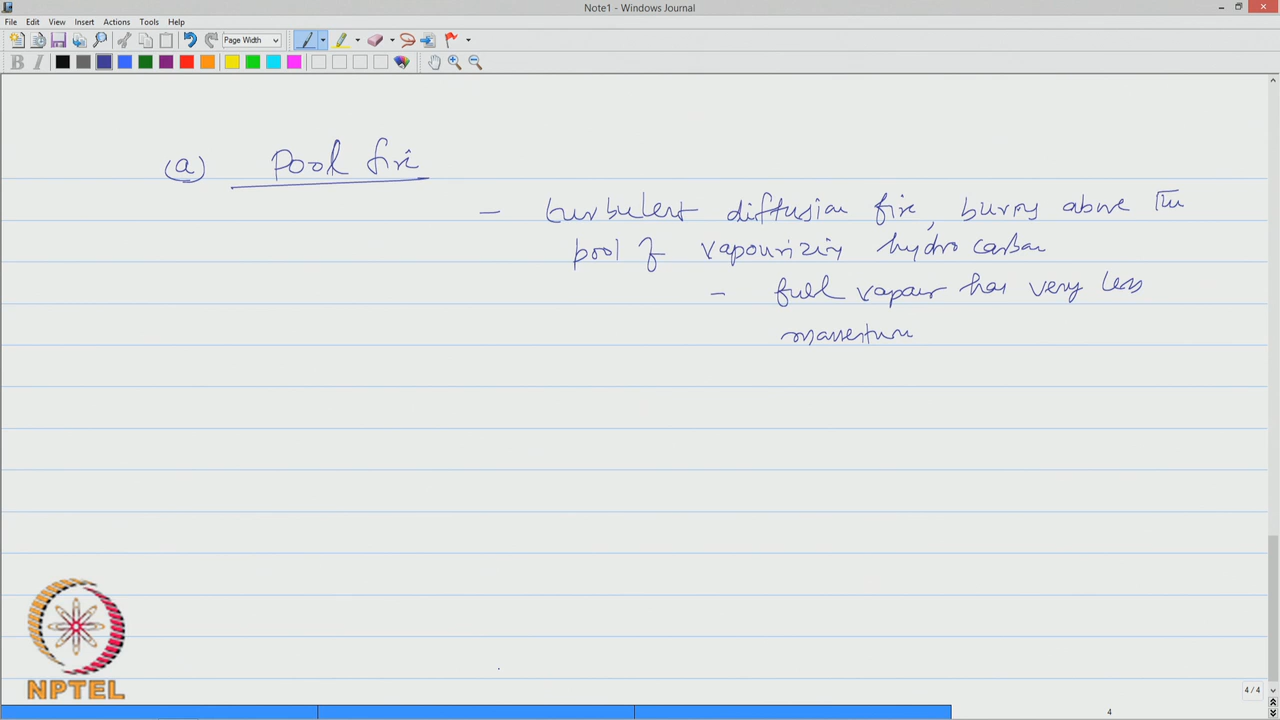 Note1 - Windows Journal
File Edit View Insert Actions Tools Help
Page Width
B I
(a) Pool fire
- turbulent diffusion fire, burns above the
pool of vapourizing hydro carbon
- fuel vapour has very less
momentum
NPTEL
4 / 4
4